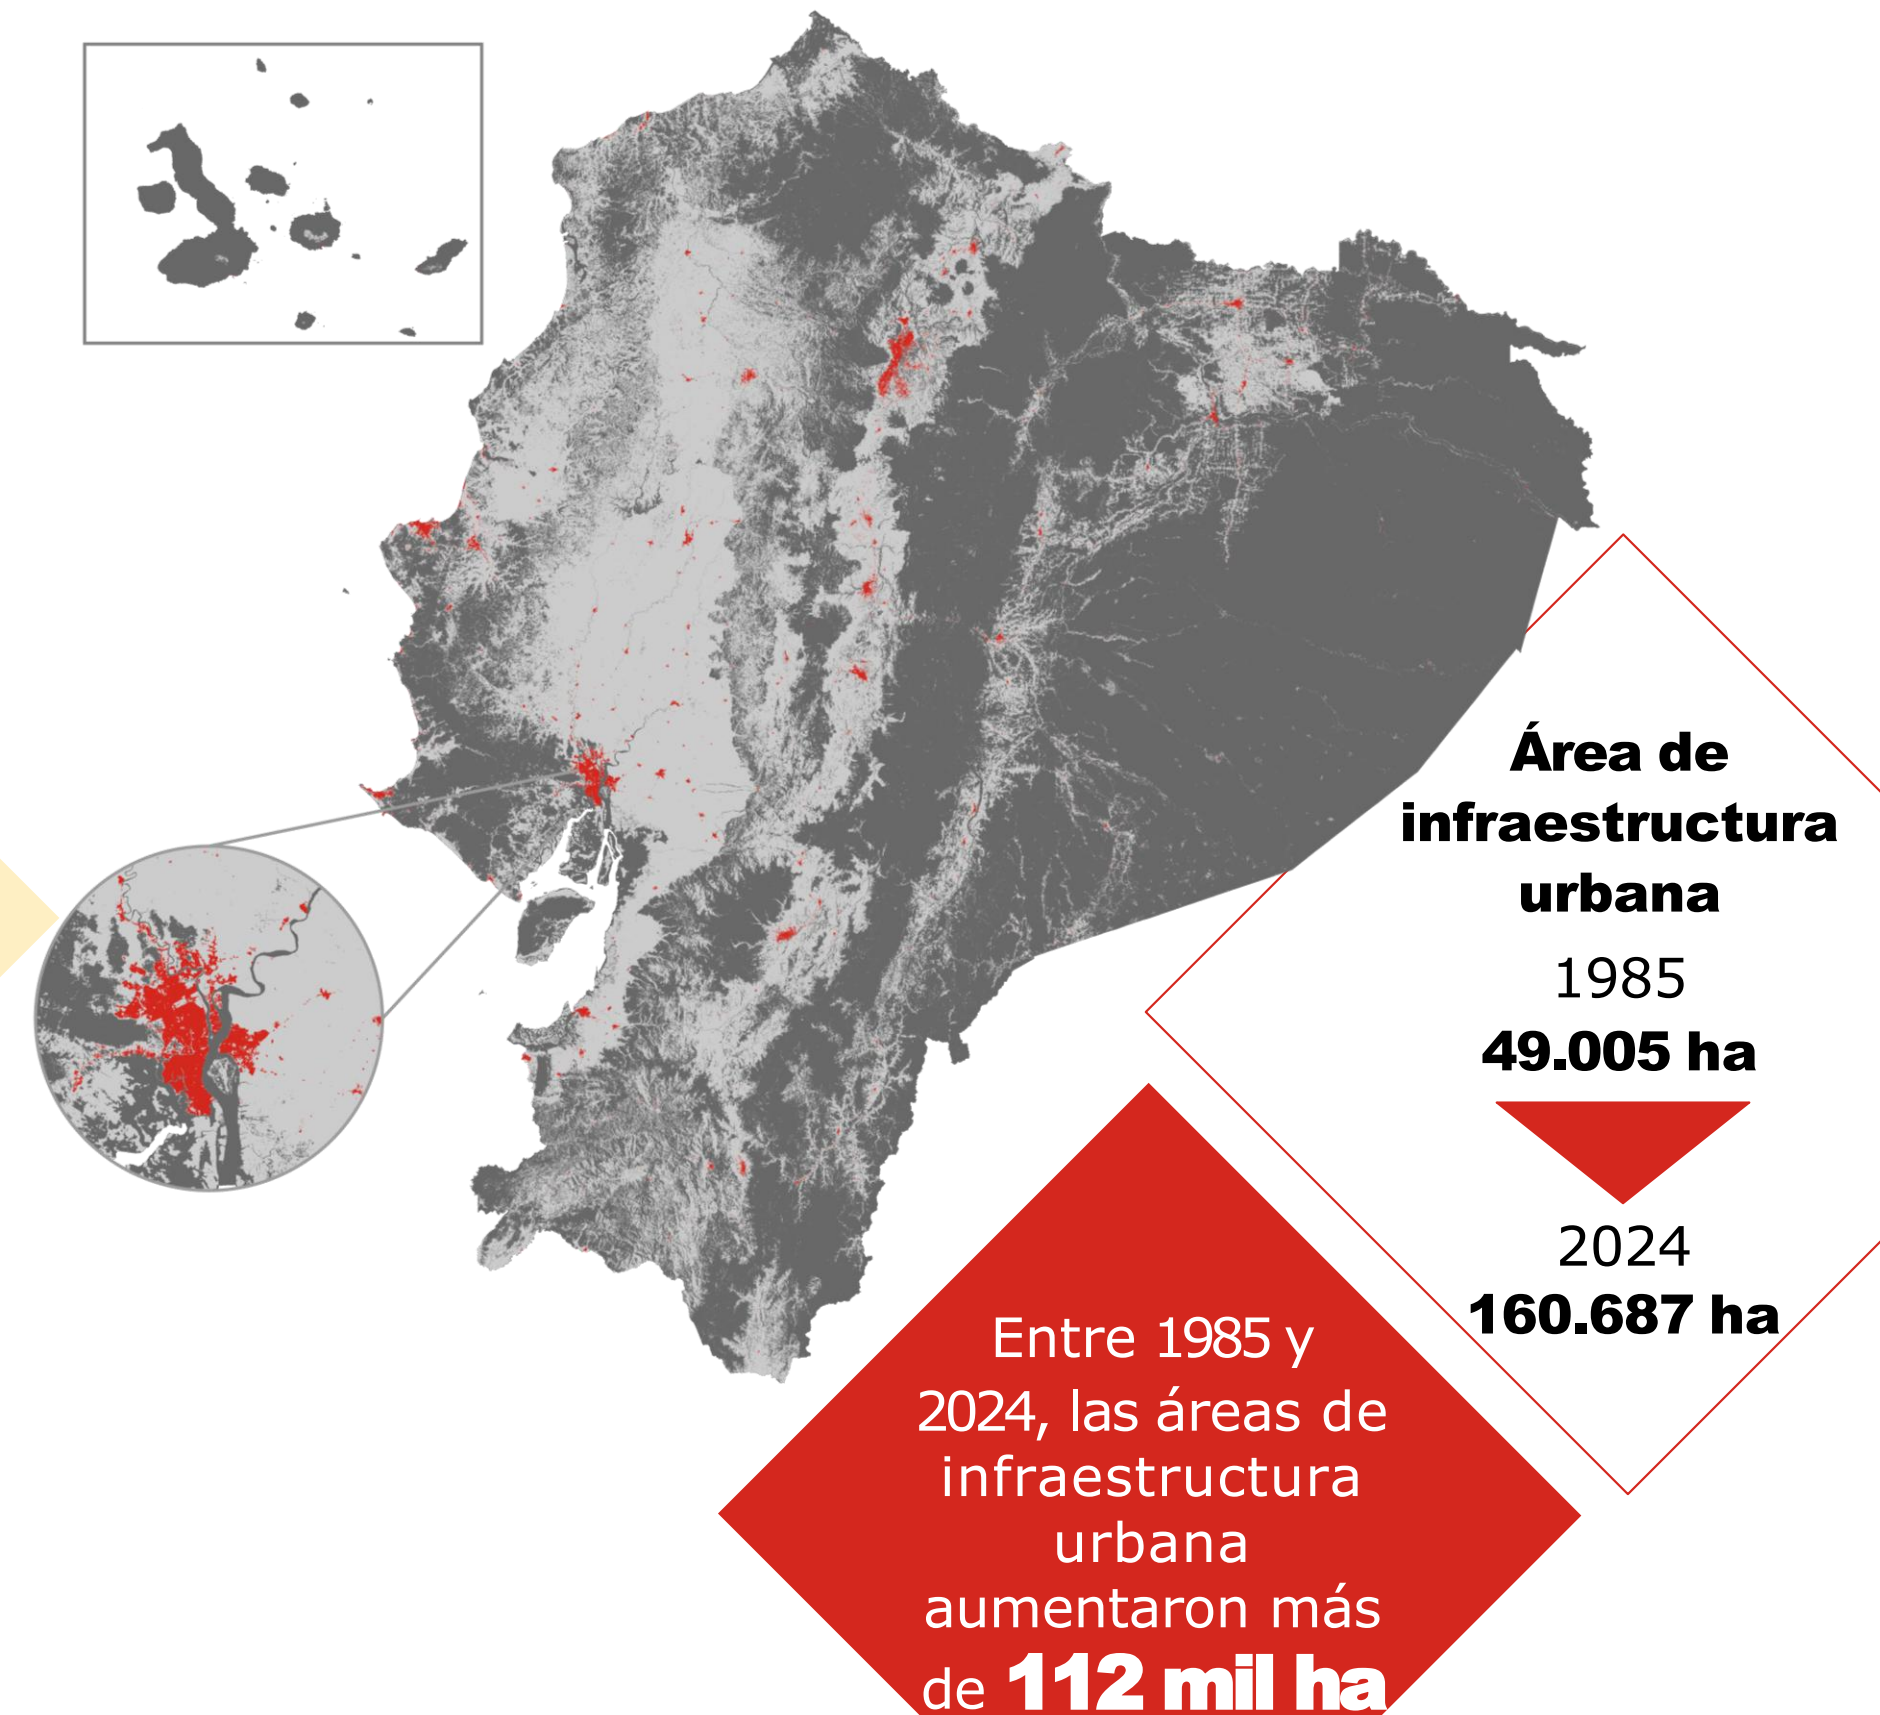 Área de
infraestructura
urbana
1985
49.005 ha
2024
160.687 ha
Entre 1985 y
2024, las áreas de
infraestructura
urbana
aumentaron más
de 112 mil ha